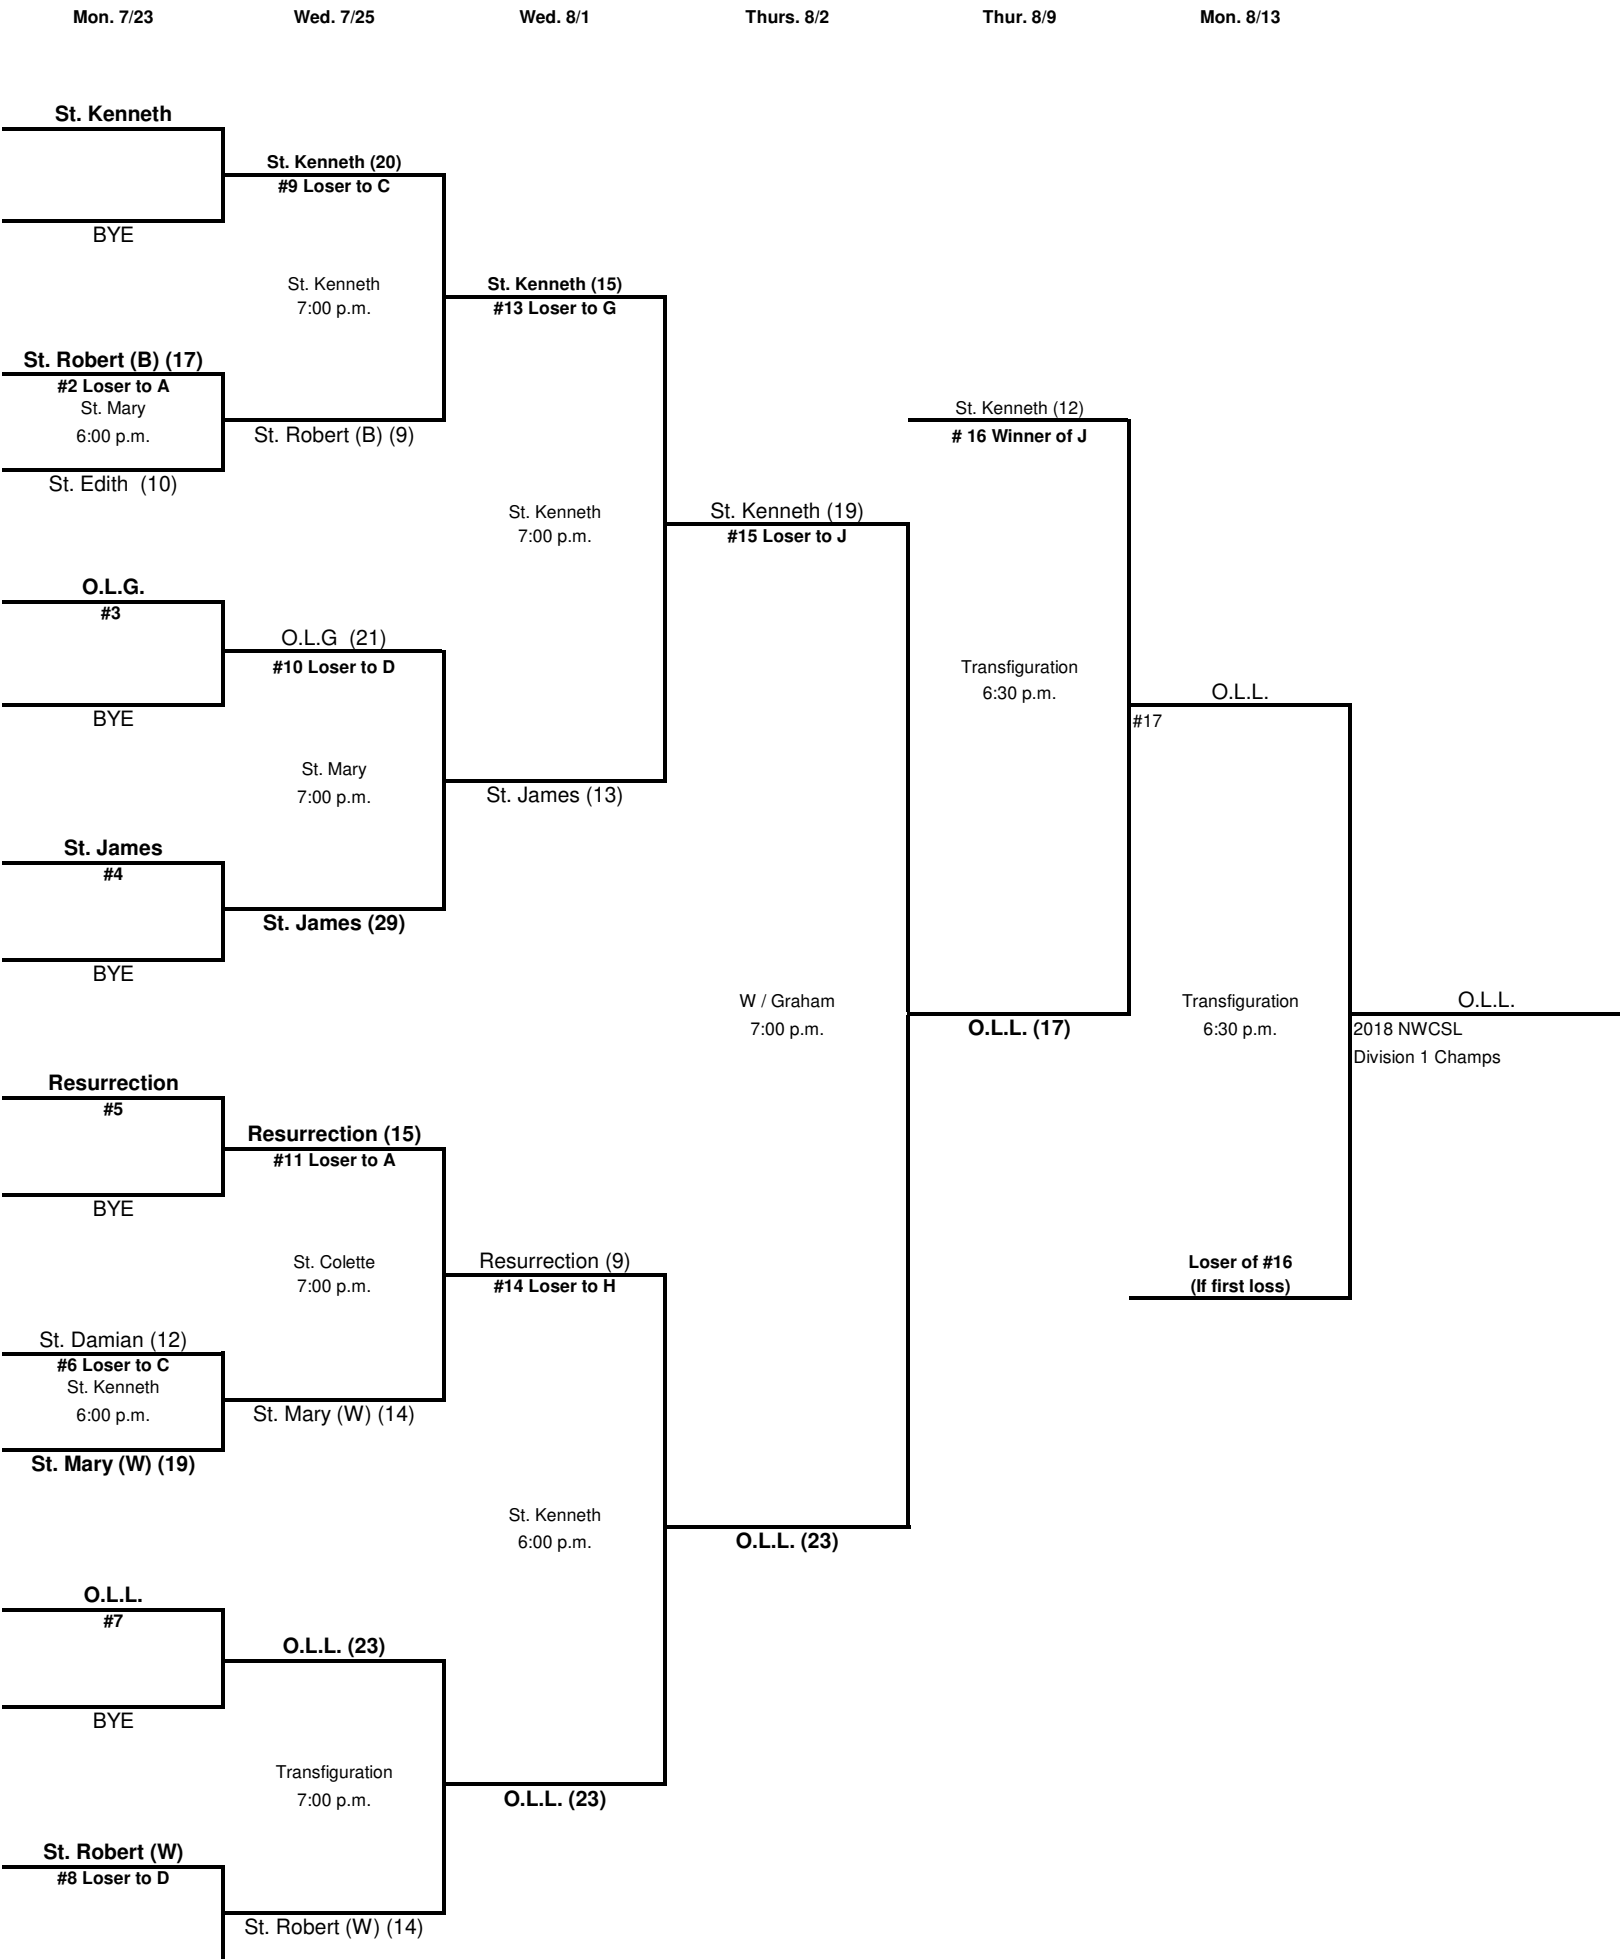 Mon. 7/23 Wed. 7/25 Wed. 8/1 Thurs. 8/2 Thur. 8/9 Mon. 8/13
St. Kenneth
St. Kenneth (20)
#9 Loser to C
BYE
St. Kenneth
7:00 p.m.
St. Kenneth (15)
#13 Loser to G
St. Robert (B) (17)
#2 Loser to A
St. Mary
6:00 p.m.
St. Edith (10)
St. Robert (B) (9)
St. Kenneth (12)
# 16 Winner of J
St. Kenneth
7:00 p.m.
St. Kenneth (19)
#15 Loser to J
O.L.G.
#3
O.L.G (21)
#10 Loser to D
BYE
Transfiguration
6:30 p.m.
O.L.L.
#17
St. Mary
7:00 p.m.
St. James (13)
St. James
#4
St. James (29)
BYE
W / Graham
7:00 p.m.
O.L.L. (17)
Transfiguration
6:30 p.m.
O.L.L.
2018 NWCSL
Division 1 Champs
Resurrection
#5
Resurrection (15)
#11 Loser to A
BYE
St. Colette
7:00 p.m.
Resurrection (9)
#14 Loser to H
Loser of #16
(If first loss)
St. Damian (12)
#6 Loser to C
St. Kenneth
6:00 p.m.
St. Mary (W) (19)
St. Mary (W) (14)
St. Kenneth
6:00 p.m.
O.L.L. (23)
O.L.L.
#7
O.L.L. (23)
BYE
Transfiguration
7:00 p.m.
O.L.L. (23)
St. Robert (W)
#8 Loser to D
St. Robert (W) (14)